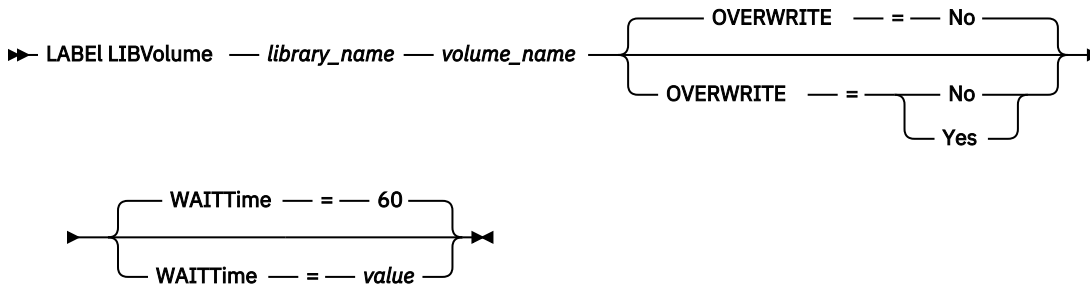 OVERWRITE = No
LABEl LIBVolume library_name volume_name
OVERWRITE = No
Yes
WAITTime = 60
WAITTime = value